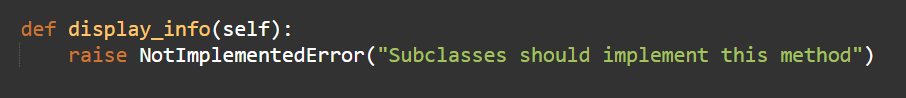 def display_info(self):
    raise NotImplementedError("Subclasses should implement this method")